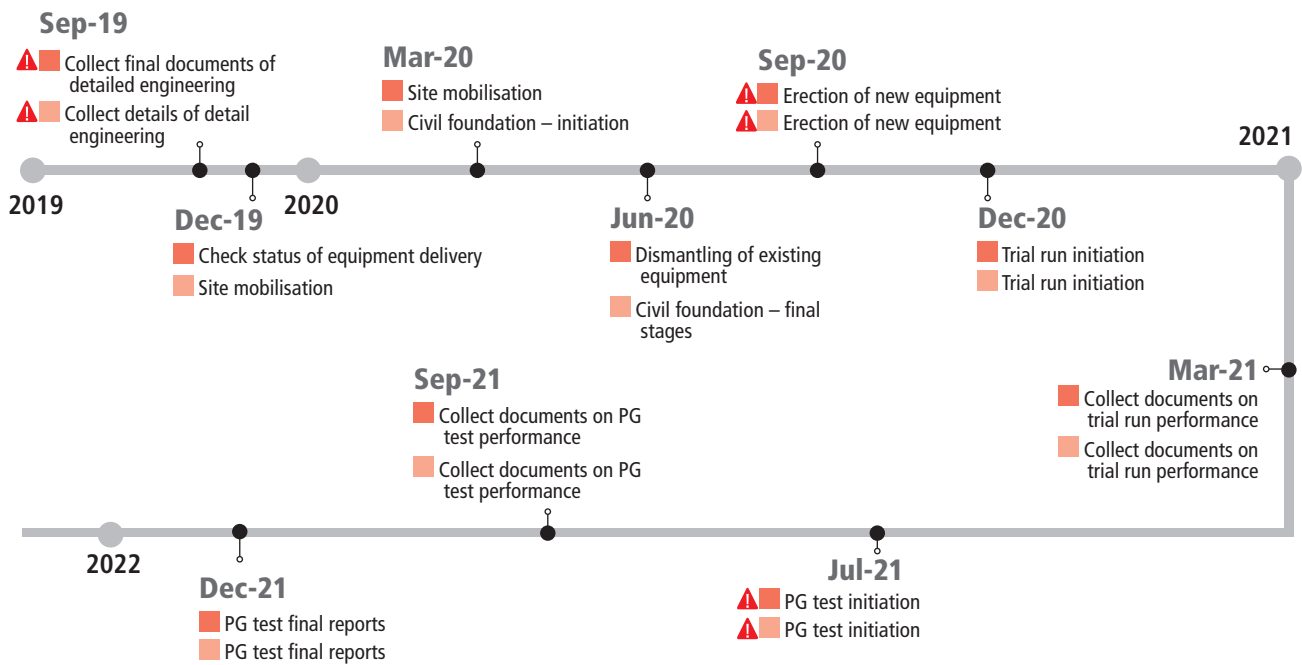 Sep-19
Collect final documents of
detailed engineering
Collect details of detail
engineering
Mar-20
Site mobilisation
Civil foundation – initiation
Sep-20
Erection of new equipment
Erection of new equipment
2021
2019
Dec-19
Check status of equipment delivery
Site mobilisation
2020
Jun-20
Dismantling of existing
equipment
Civil foundation – final
stages
Dec-20
Trial run initiation
Trial run initiation
Mar-21
Collect documents on
trial run performance
Collect documents on
trial run performance
Sep-21
Collect documents on PG
test performance
Collect documents on PG
test performance
2022
Dec-21
PG test final reports
PG test final reports
Jul-21
PG test initiation
PG test initiation